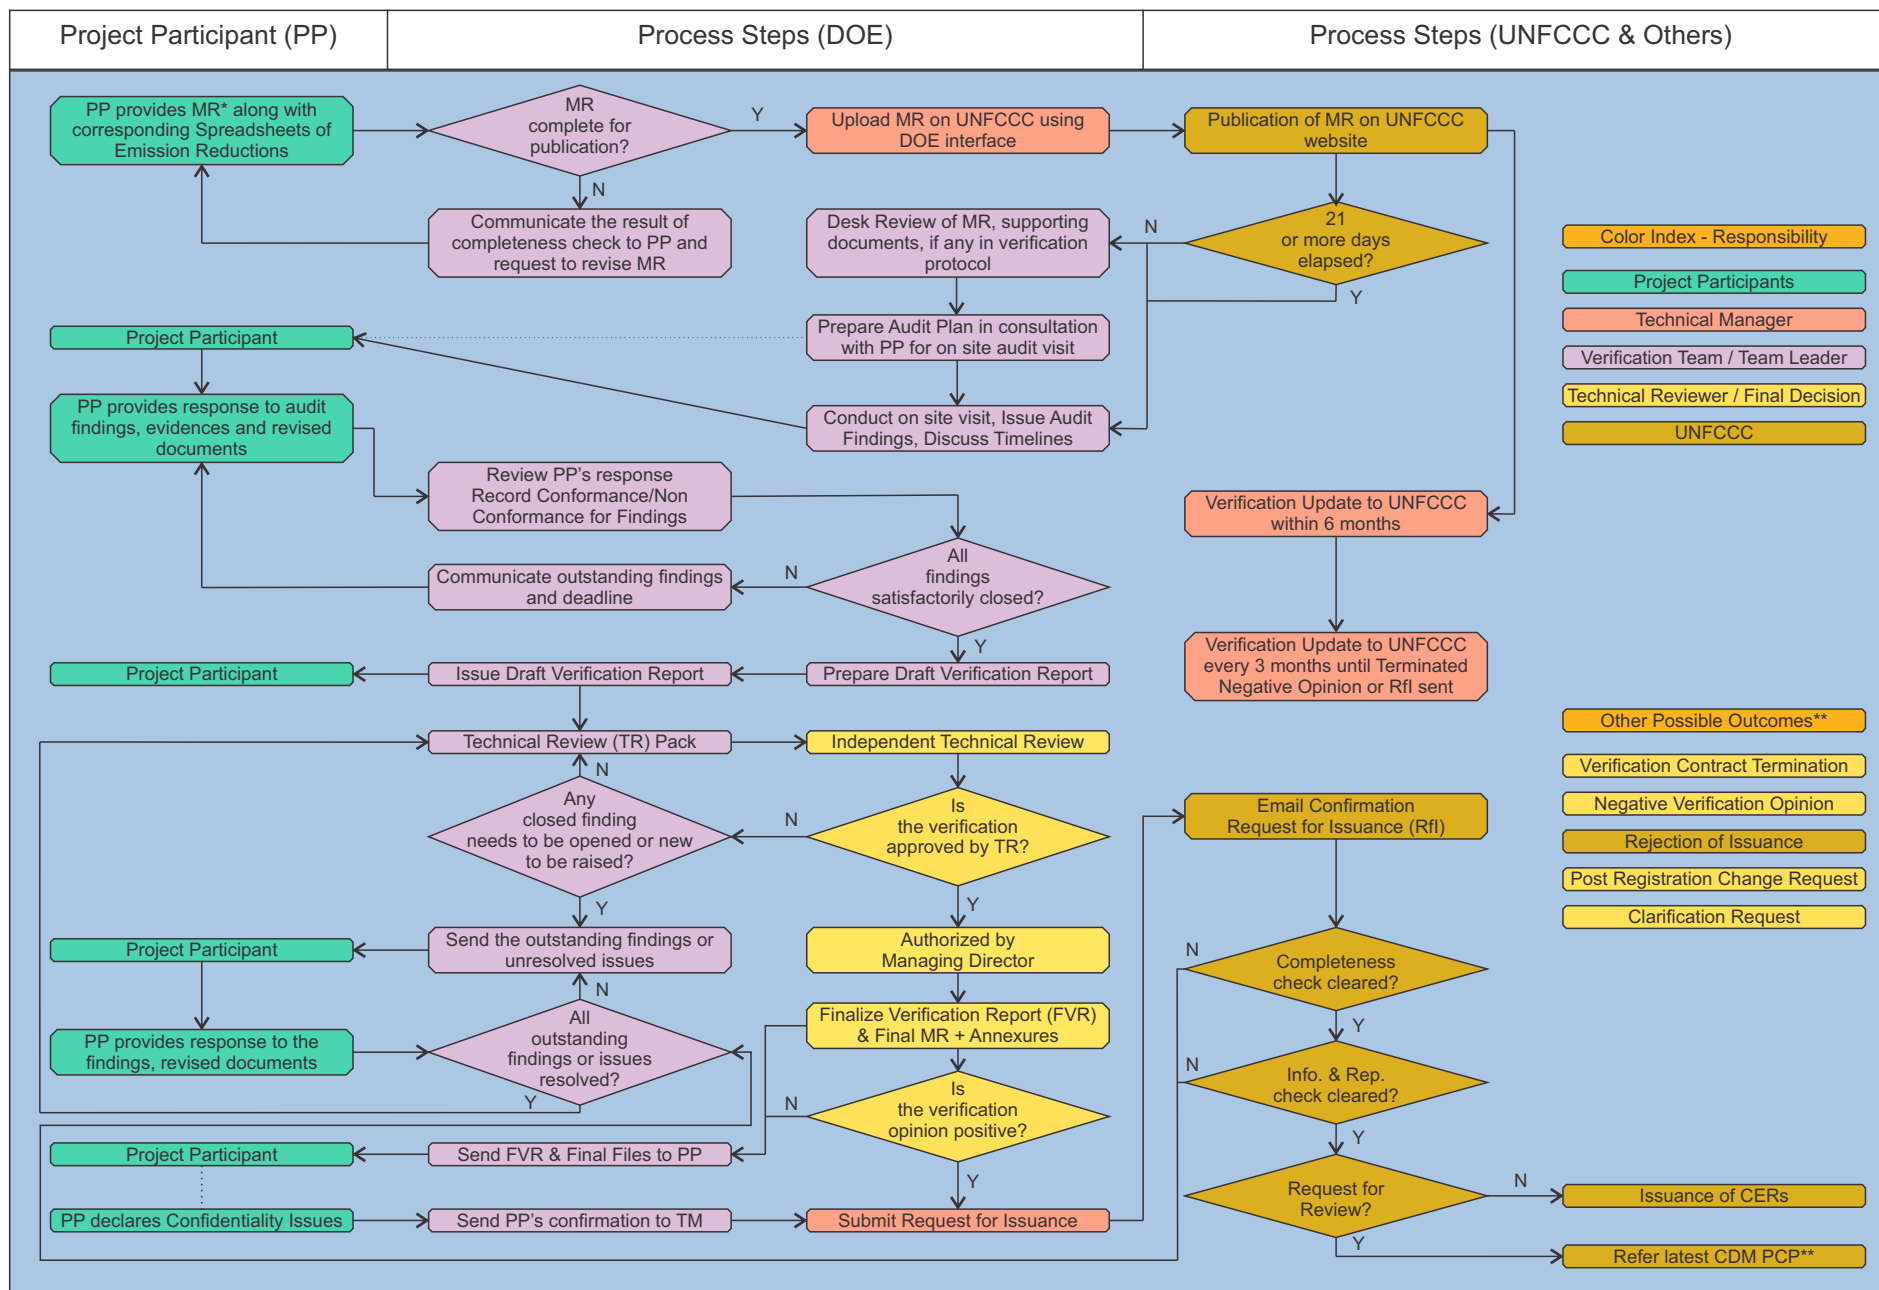 Project Participant (PP)
Process Steps (DOE)
Process Steps (UNFCCC & Others)
PP provides MR* along with
corresponding Spreadsheets of
Emission Reductions
MR
complete for
publication?
Y
N
Upload MR on UNFCCC using
DOE interface
Publication of MR on UNFCCC
website
Communicate the result of
completeness check to PP and
request to revise MR
Desk Review of MR, supporting
documents, if any in verification
protocol
N
21
or more days
elapsed?
Y
Color Index - Responsibility
Project Participants
Technical Manager
Verification Team / Team Leader
Technical Reviewer / Final Decision
UNFCCC
Project Participant
Prepare Audit Plan in consultation
with PP for on site audit visit
PP provides response to audit
findings, evidences and revised
documents
Conduct on site visit, Issue Audit
Findings, Discuss Timelines
Review PP's response
Record Conformance/Non
Conformance for Findings
Verification Update to UNFCCC
within 6 months
Communicate outstanding findings
and deadline
N
All
findings
satisfactorily closed?
Y
Verification Update to UNFCCC
every 3 months until Terminated
Negative Opinion or RfI sent
Project Participant
Issue Draft Verification Report
Prepare Draft Verification Report
Technical Review (TR) Pack
Independent Technical Review
Other Possible Outcomes**
Verification Contract Termination
Negative Verification Opinion
Rejection of Issuance
Post Registration Change Request
Clarification Request
N
Any
closed finding
needs to be opened or new
to be raised?
Y
N
Is
the verification
approved by TR?
Y
Email Confirmation
Request for Issuance (RfI)
Project Participant
Send the outstanding findings or
unresolved issues
Authorized by
Managing Director
N
Completeness
check cleared?
Y
N
PP provides response to the
findings, revised documents
All
outstanding
findings or issues
resolved?
Y
Finalize Verification Report (FVR)
& Final MR + Annexures
N
Info. & Rep.
check cleared?
Y
N
Is
the verification
opinion positive?
Y
Project Participant
Send FVR & Final Files to PP
Request for
Review?
N
Y
Issuance of CERs
PP declares Confidentiality Issues
Send PP's confirmation to TM
Submit Request for Issuance
Refer latest CDM PCP**